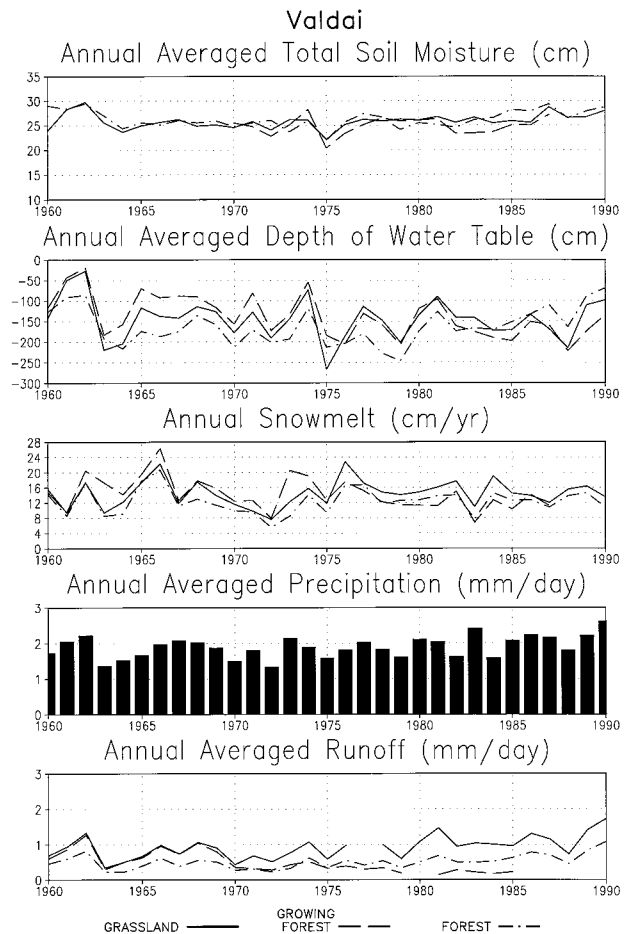 Valdai
Annual Averaged Total Soil Moisture (cm)
35
30
25
20
15
10
1960 1965 1970 1975 1980 1985 1990
Annual Averaged Depth of Water Table (cm)
0
-50
-100
-150
-200
-250
-300
1960 1965 1970 1975 1980 1985 1990
Annual Snowmelt (cm/yr)
28
24
20
16
12
8
4
0
1960 1965 1970 1975 1980 1985 1990
Annual Averaged Precipitation (mm/day)
3
2
1
0
1960 1965 1970 1975 1980 1985 1990
Annual Averaged Runoff (mm/day)
3
2
1
0
1960 1965 1970 1975 1980 1985 1990
GRASSLAND GROWING FOREST FOREST